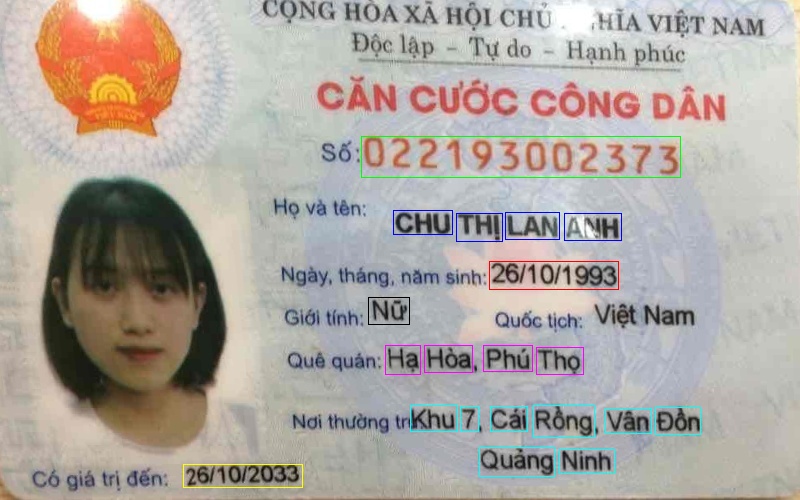 CỘNG HÒA XÃ HỘI CHỦ NGHĨA VIỆT NAM
Độc lập - Tự do - Hạnh phúc
CĂN CƯỚC CÔNG DÂN
Số: 022193002373
Họ và tên: CHU THỊ LAN ANH
Ngày, tháng, năm sinh: 26/10/1993
Giới tính: Nữ Quốc tịch: Việt Nam
Quê quán: Hạ Hòa, Phú Thọ
Nơi thường trú Khu 7, Cái Rồng, Vân Đồn
Quảng Ninh
Có giá trị đến: 26/10/2033